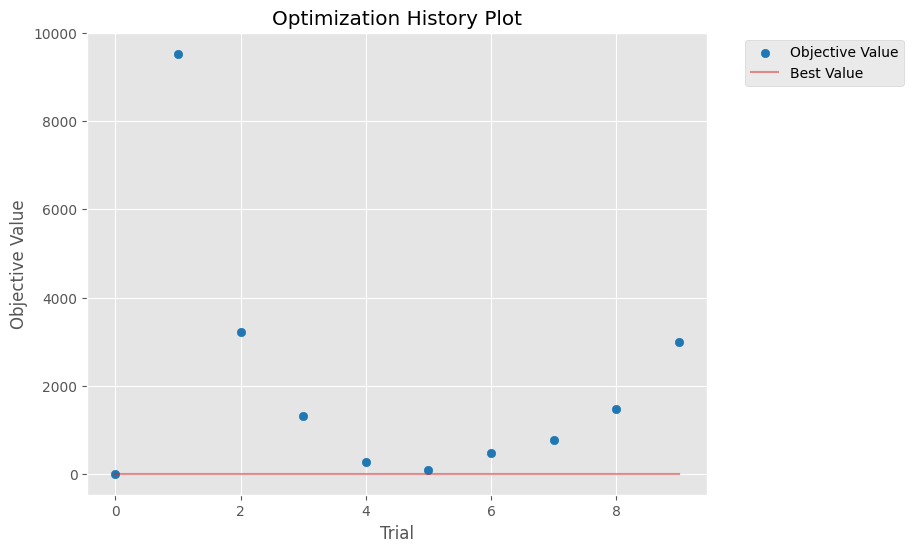 Optimization History Plot
Objective Value
Best Value
Objective Value
10000
8000
6000
4000
2000
0
0 2 4 6 8
Trial